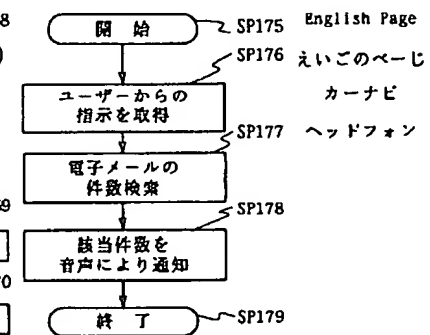 8
開 始
SP175
English Page
SP176
えいごのページ
ユーザーからの
指示を取得
カーナビ
SP177
ヘッドフォン
電子メールの
件数検索
SP178
該当件数を
音声により通知
終 了
SP179